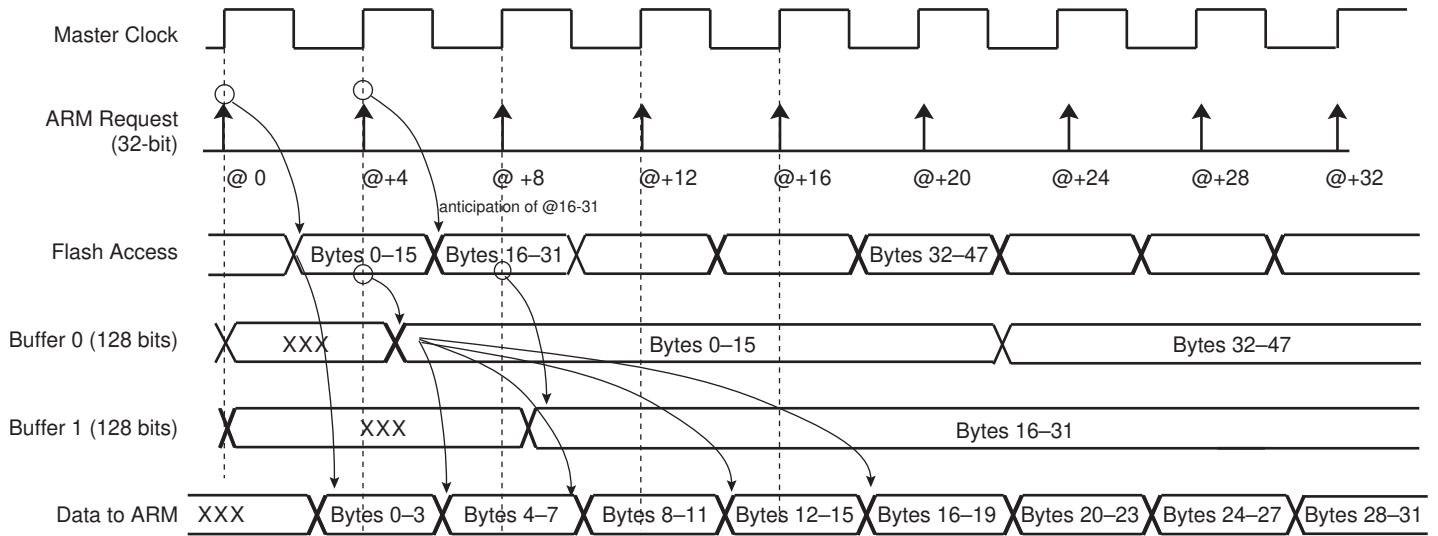 Master Clock
ARM Request
(32-bit)
@ 0
@+4
@ +8
@+12
@+16
@+20
@+24
@+28
@+32
anticipation of @16-31
Flash Access
Bytes 0–15
Bytes 16–31
Bytes 32–47
Buffer 0 (128 bits)
XXX
Bytes 0–15
Bytes 32–47
Buffer 1 (128 bits)
XXX
Bytes 16–31
Data to ARM
XXX
Bytes 0–3
Bytes 4–7
Bytes 8–11
Bytes 12–15
Bytes 16–19
Bytes 20–23
Bytes 24–27
Bytes 28–31